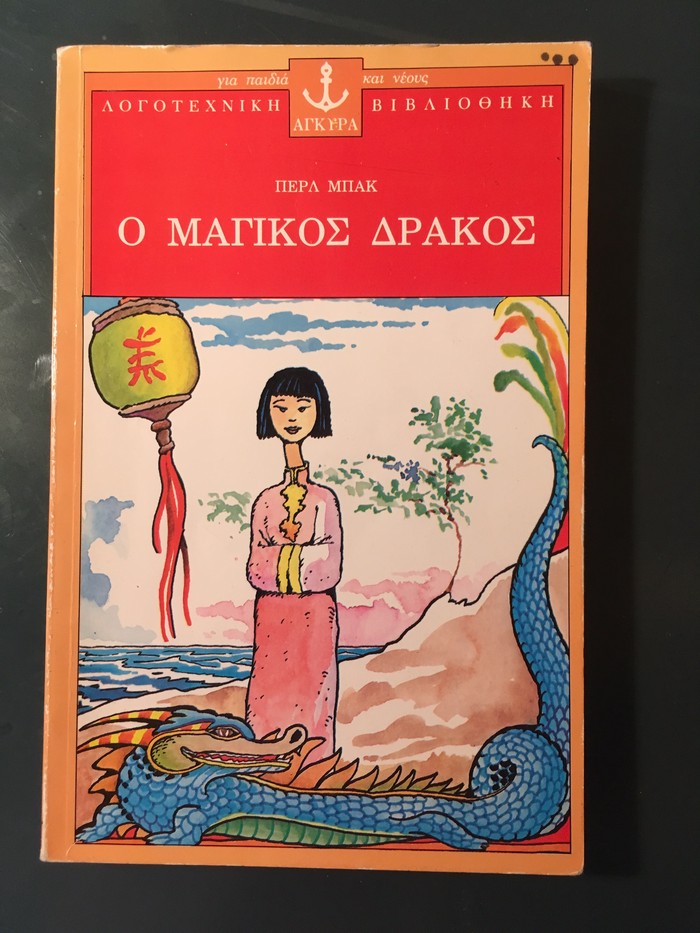 για παιδιά και νέους
ΛΟΓΟΤΕΧΝΙΚΗ ΒΙΒΛΙΟΘΗΚΗ
ΑΓΚΥΡΑ
ΠΕΡΛ ΜΠΑΚ
Ο ΜΑΓΙΚΟΣ ΔΡΑΚΟΣ